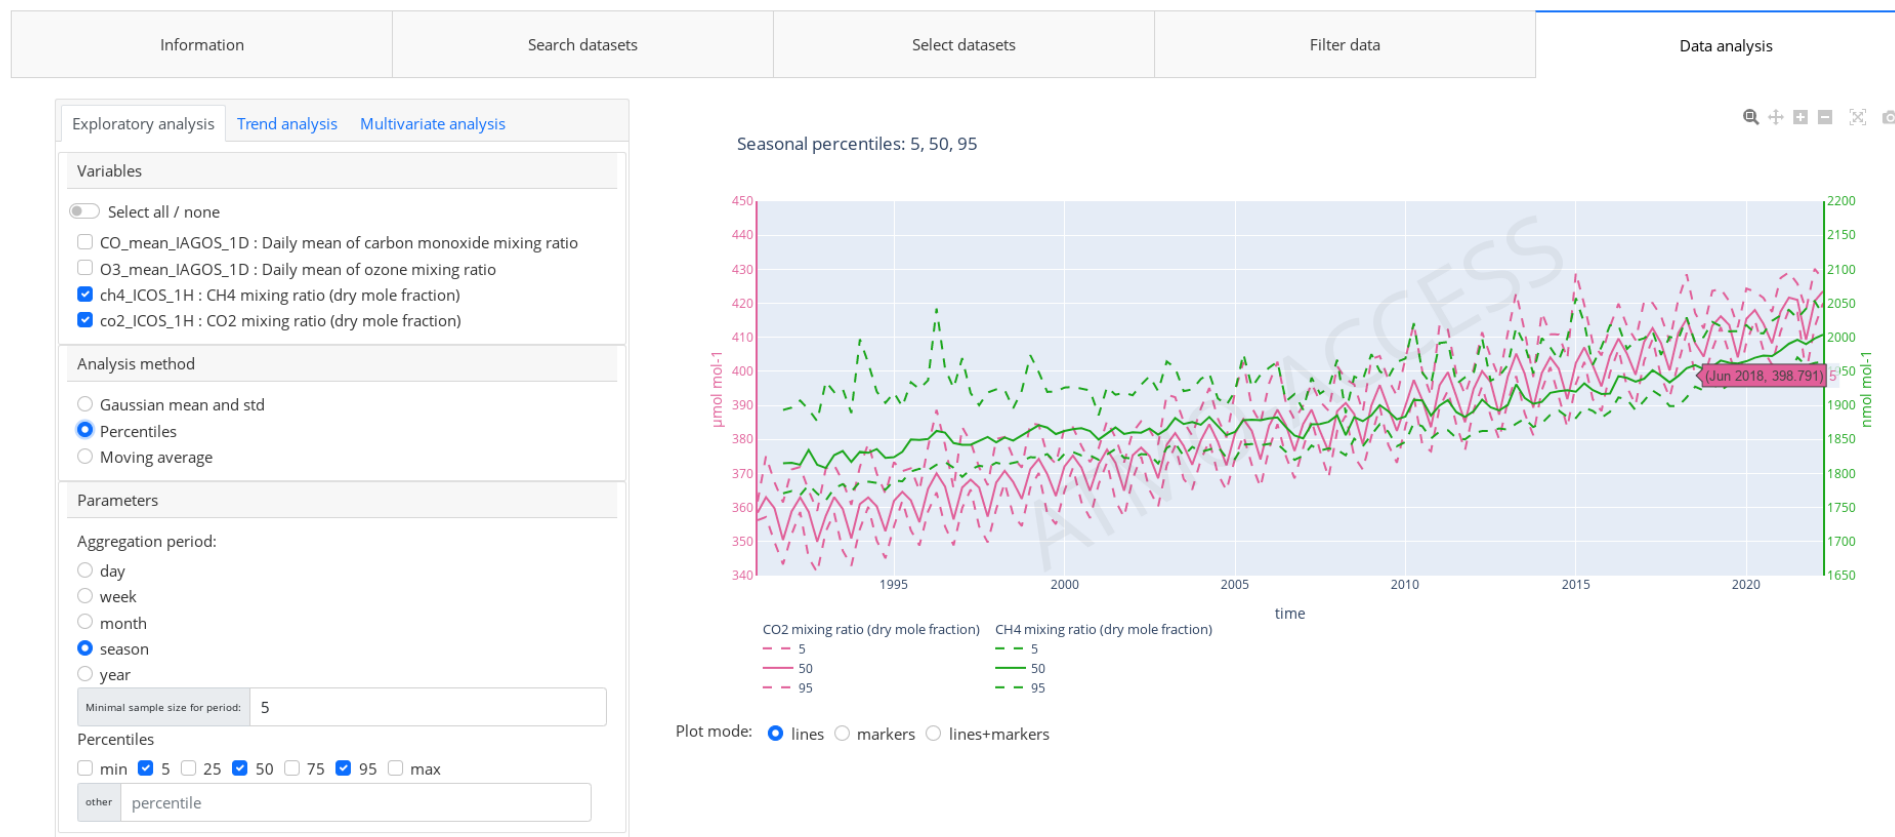 Information
Search datasets
Select datasets
Filter data
Data analysis
Exploratory analysis
Trend analysis
Multivariate analysis
Variables
Select all / none
CO_mean_IAGOS_1D : Daily mean of carbon monoxide mixing ratio
O3_mean_IAGOS_1D : Daily mean of ozone mixing ratio
ch4_ICOS_1H : CH4 mixing ratio (dry mole fraction)
co2_ICOS_1H : CO2 mixing ratio (dry mole fraction)
Analysis method
Gaussian mean and std
Percentiles
Moving average
Parameters
Aggregation period:
day
week
month
season
year
Minimal sample size for period: 5
Percentiles
min 5 25 50 75 95 max
other percentile
Seasonal percentiles: 5, 50, 95
450
440
430
420
410
400
390
380
370
360
350
340
μmol mol-1
2200
2150
2100
2050
2000
950
1900
1850
1800
1750
1700
1650
nmol mol-1
(Jun 2018, 398.791) 5
1995 2000 2005 2010 2015 2020
time
CO2 mixing ratio (dry mole fraction)
5
50
95
CH4 mixing ratio (dry mole fraction)
5
50
95
Plot mode: lines markers lines+markers